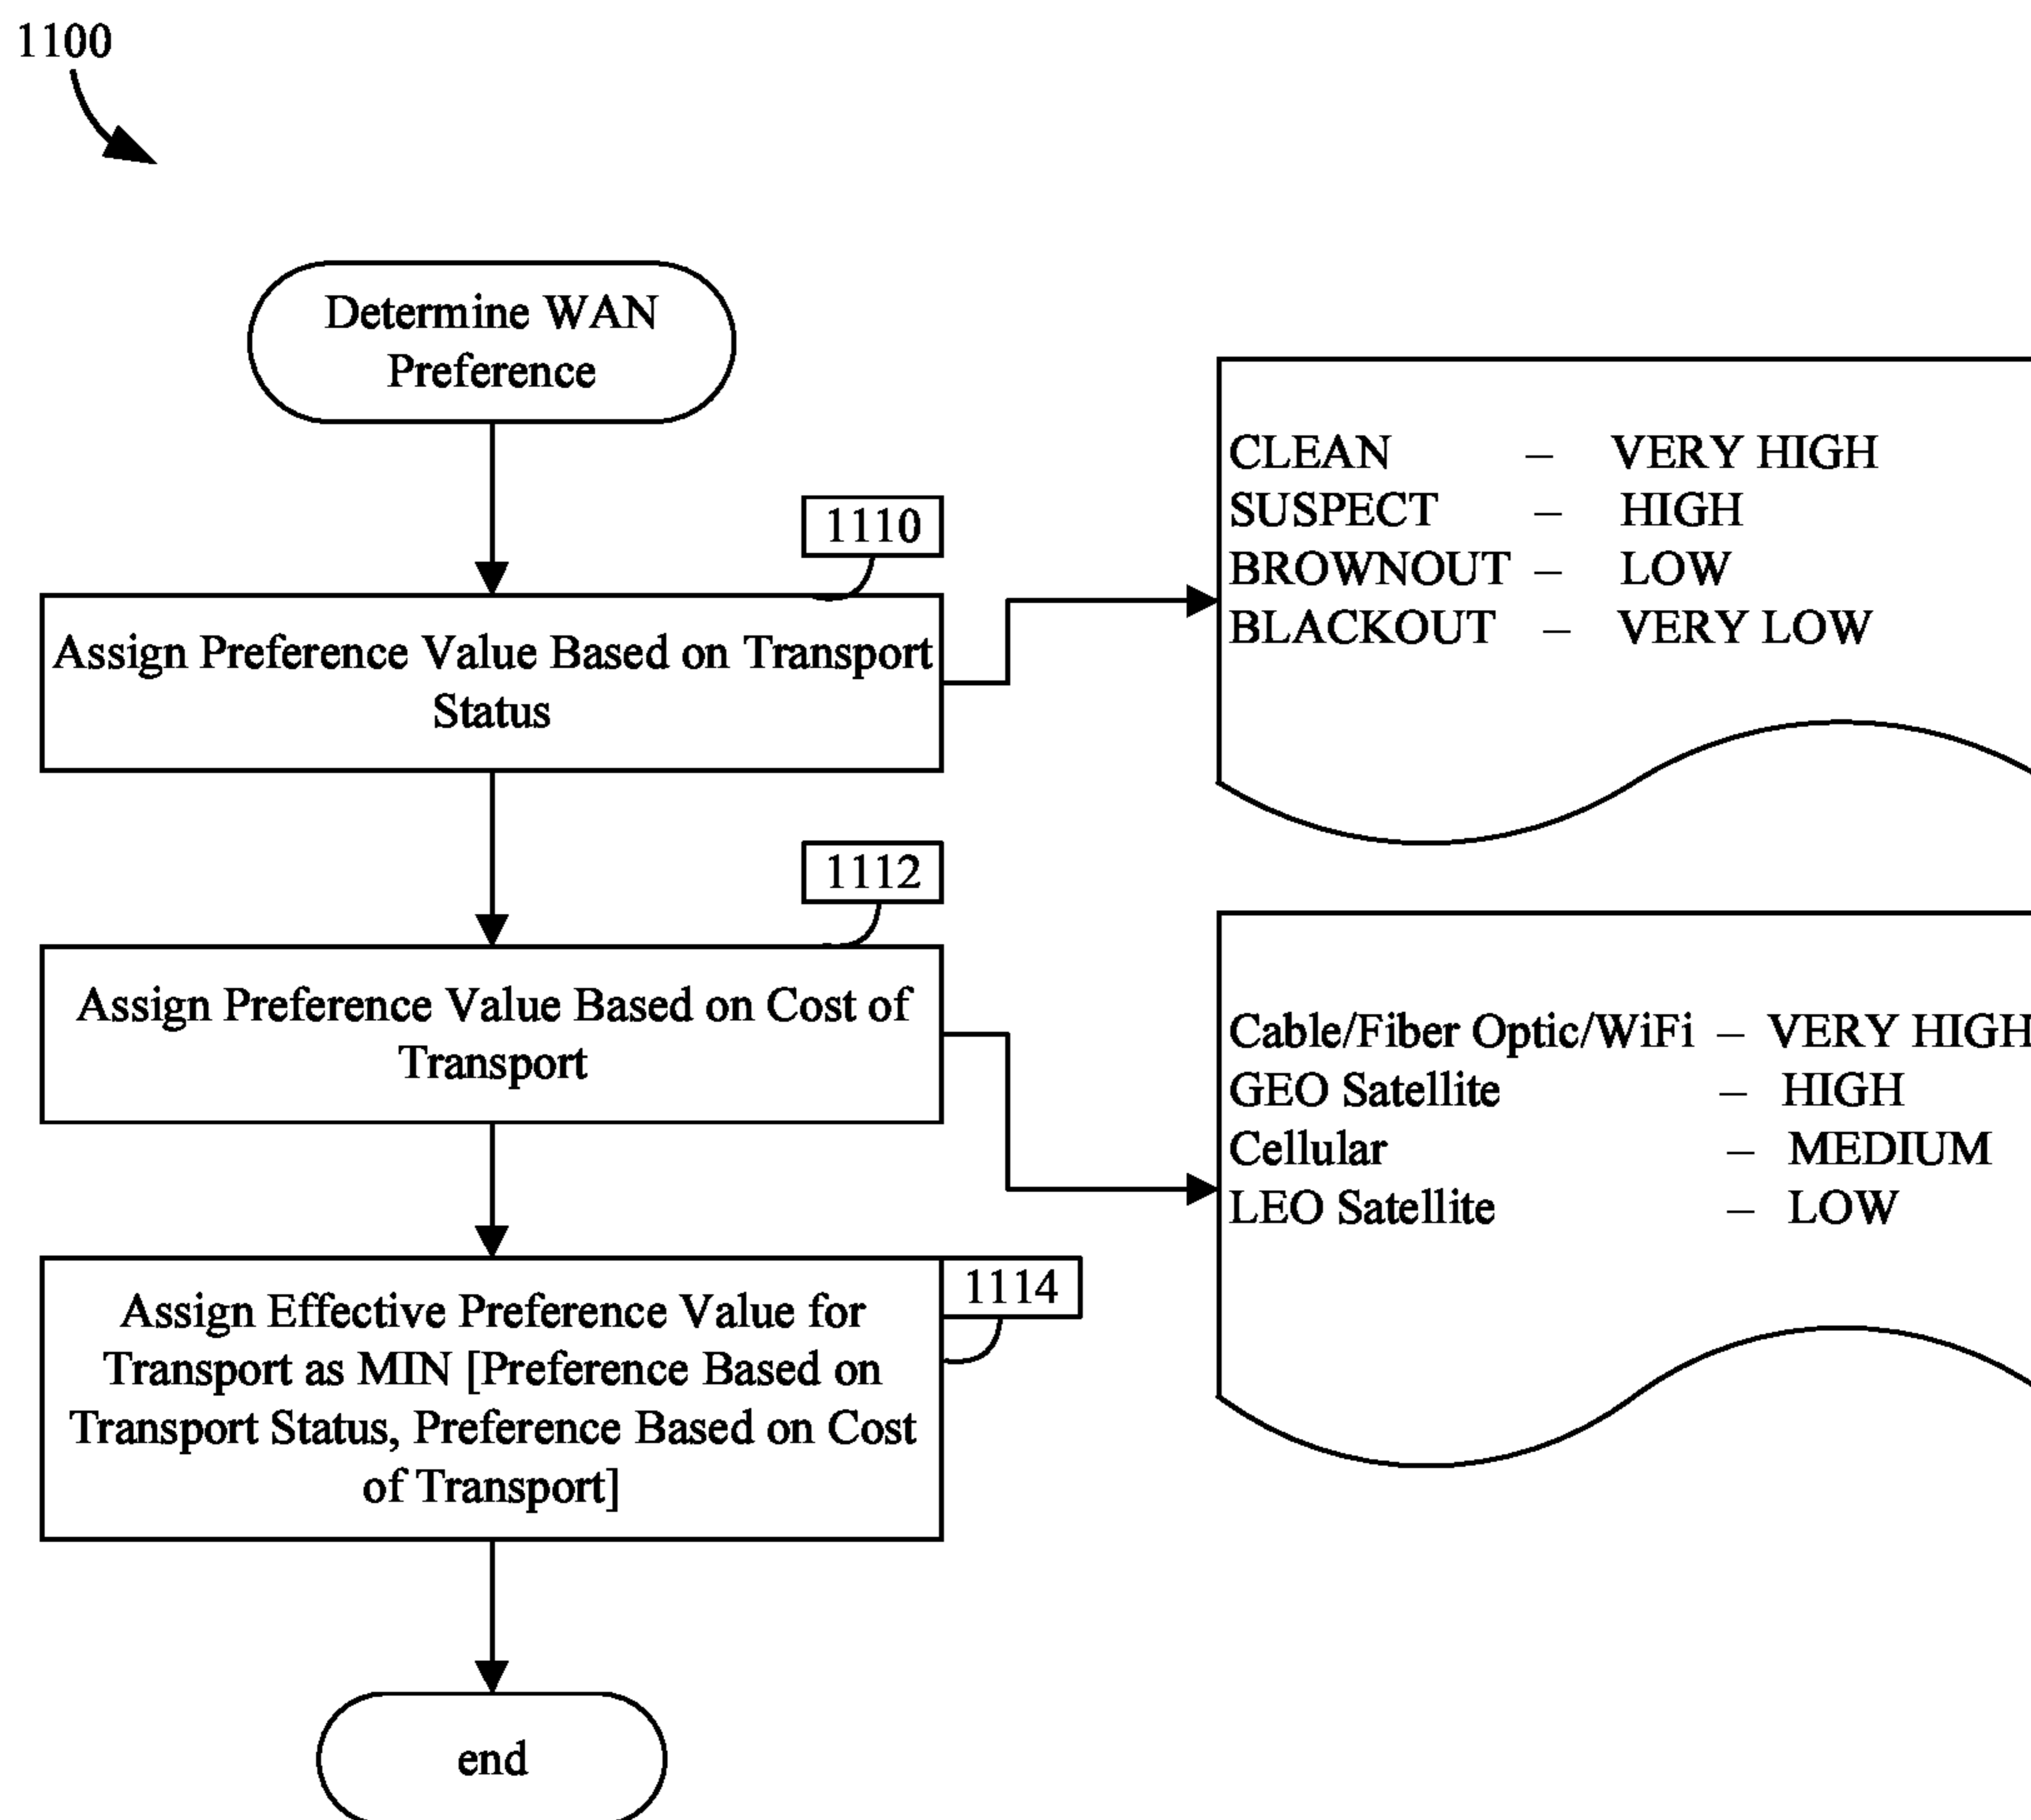 1100
Determine WAN
Preference
1110
Assign Preference Value Based on Transport
Status
CLEAN – VERY HIGH
SUSPECT – HIGH
BROWNOUT – LOW
BLACKOUT – VERY LOW
1112
Assign Preference Value Based on Cost of
Transport
Cable/Fiber Optic/WiFi – VERY HIGH
GEO Satellite – HIGH
Cellular – MEDIUM
LEO Satellite – LOW
1114
Assign Effective Preference Value for
Transport as MIN [Preference Based on
Transport Status, Preference Based on Cost
of Transport]
end